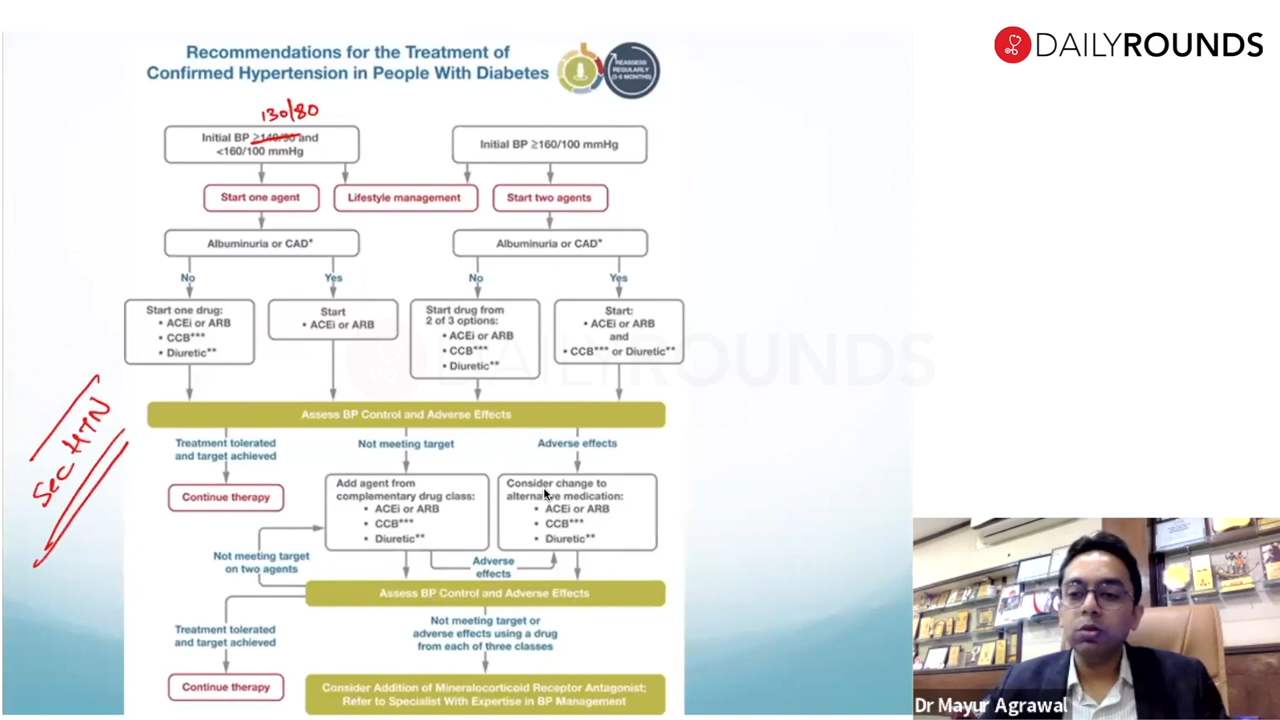 DAILYROUNDS
Recommendations for the Treatment of
Confirmed Hypertension in People With Diabetes
REASSESS
REGULARLY
(3-6 MONTHS)
130/80
Initial BP ≥140/90 and
<160/100 mmHg
Initial BP ≥160/100 mmHg
Start one agent
Lifestyle management
Start two agents
Albuminuria or CAD*
Albuminuria or CAD*
No
Yes
No
Yes
Start one drug:
• ACEi or ARB
• CCB***
• Diuretic**
Start
• ACEi or ARB
Start drug from
2 of 3 options:
• ACEi or ARB
• CCB***
• Diuretic**
Start:
• ACEi or ARB
and
• CCB*** or Diuretic**
DAILYROUNDS
Assess BP Control and Adverse Effects
Sec HTN
Treatment tolerated
and target achieved
Not meeting target
Adverse effects
Continue therapy
Add agent from
complementary drug class:
• ACEi or ARB
• CCB***
• Diuretic**
Consider change to
alternative medication:
• ACEi or ARB
• CCB***
• Diuretic**
Not meeting target
on two agents
Adverse
effects
Assess BP Control and Adverse Effects
Treatment tolerated
and target achieved
Not meeting target or
adverse effects using a drug
from each of three classes
Continue therapy
Consider Addition of Mineralocorticoid Receptor Antagonist;
Refer to Specialist With Expertise in BP Management
Dr Mayur Agrawal